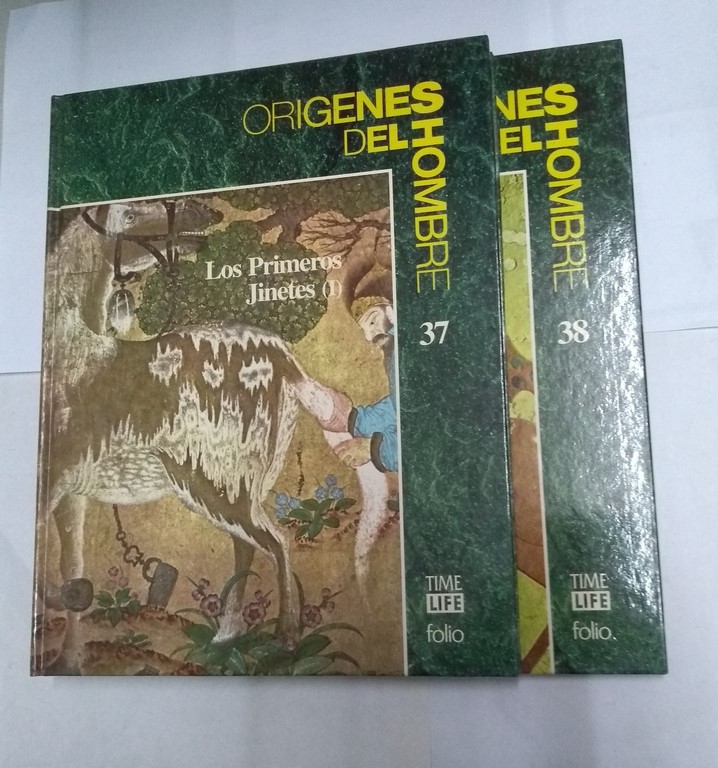 ORIGENES
DEL HOMBRE
Los Primeros
Jinetes (I)
37
TIME
LIFE
folio
NES
EL HOMBRE
38
TIME
LIFE
folio